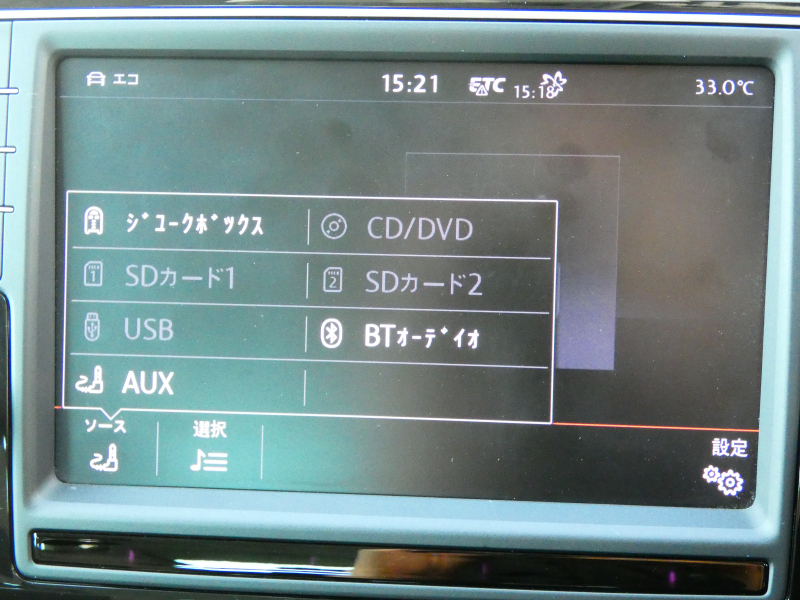 エコ 15:21 ETC 15:18 33.0°C
ｼﾞｭｰｸﾎﾞｯｸｽ CD/DVD
1 SDカード1 2 SDカード2
USB BTｵｰﾃﾞｨｵ
AUX
ソース 選択
設定